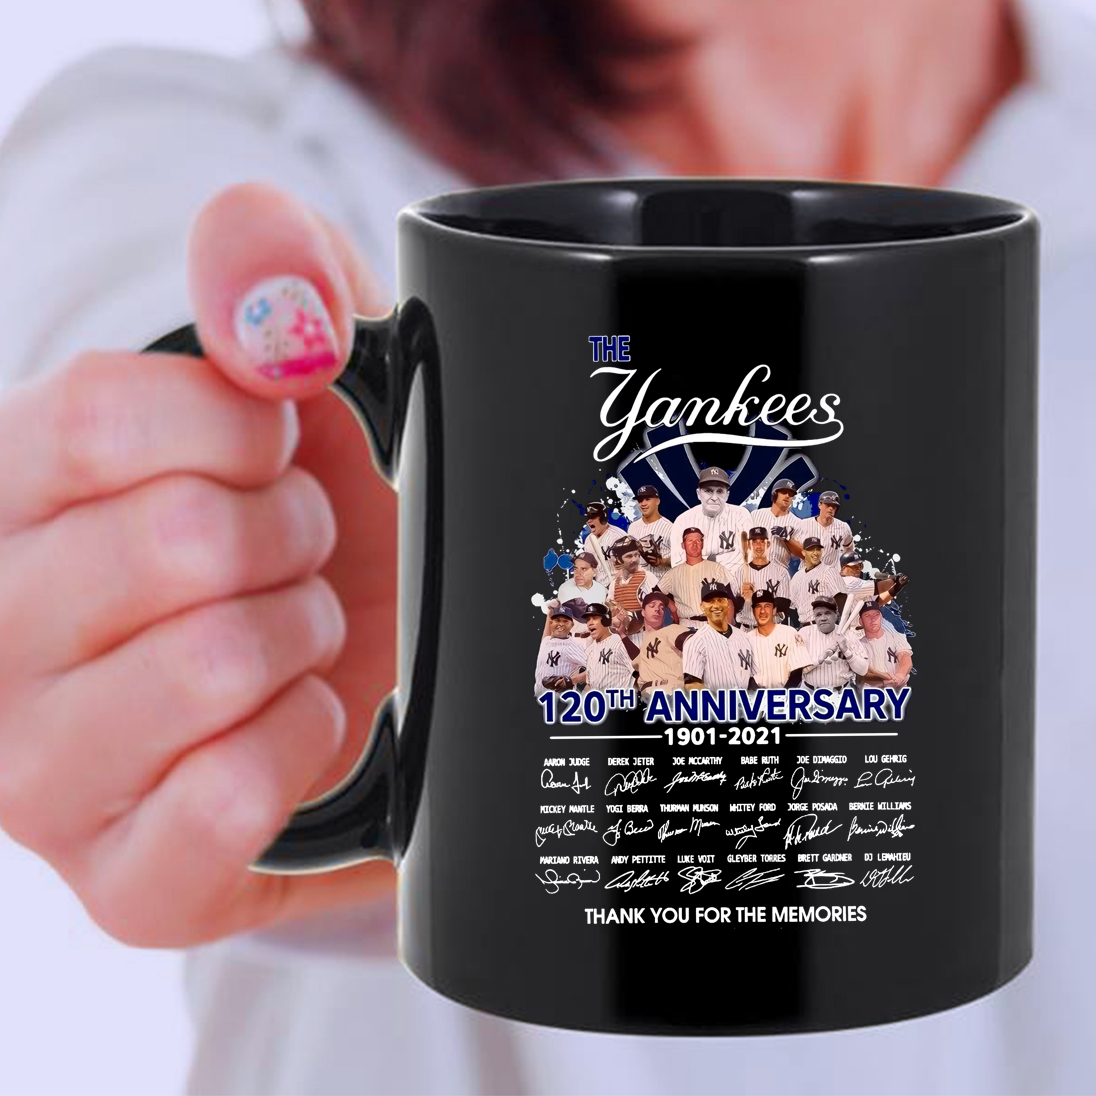 THE
Yankees
120TH ANNIVERSARY
1901-2021
AARON JUDGE DEREK JETER JOE MCCARTHY BABE RUTH JOE DIMAGGIO LOU GEHRIG
MICKEY MANTLE YOGI BERRA THURMAN MUNSON WHITEY FORD JORGE POSADA BERNIE WILLIAMS
MARIANO RIVERA ANDY PETTITTE LUKE VOIT GLEYBER TORRES BRETT GARDNER DJ LEMAHIEU
THANK YOU FOR THE MEMORIES